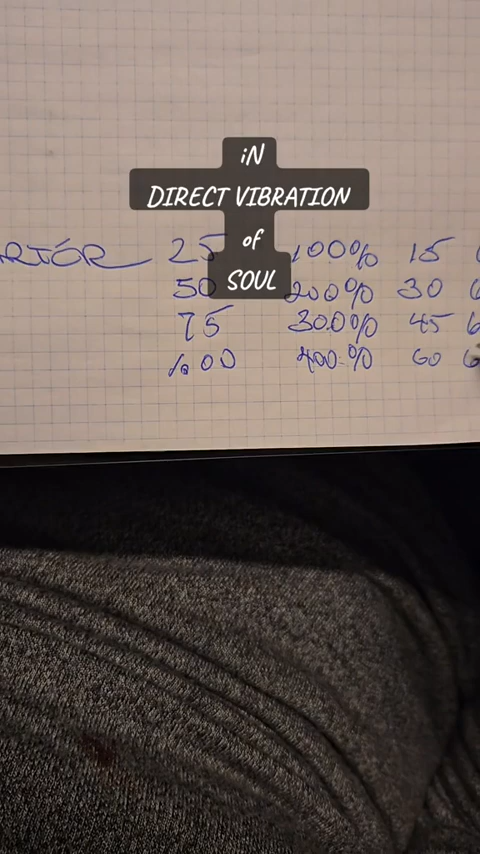 iN
DIRECT VIBRATION
of
SOUL
25 100% 15
50 200% 30
75 300% 45
100 400% 60